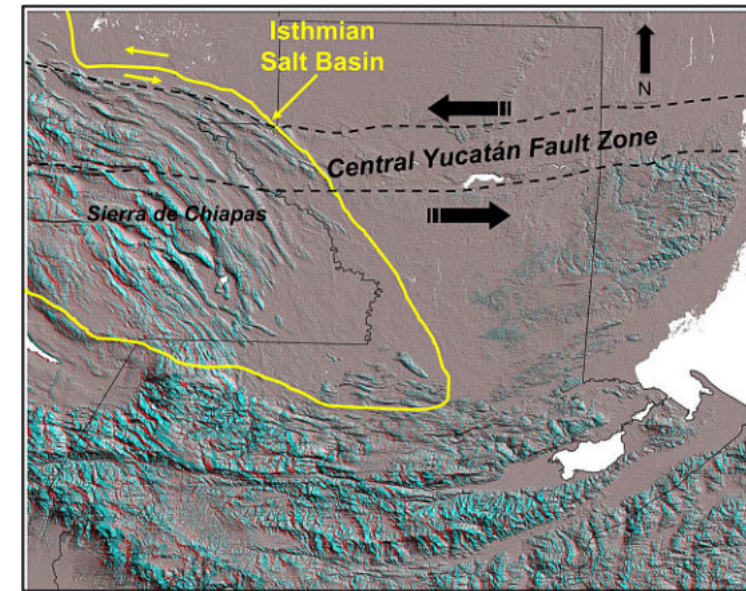 Isthmian
Salt Basin
N
Central Yucatán Fault Zone
Sierra de Chiapas